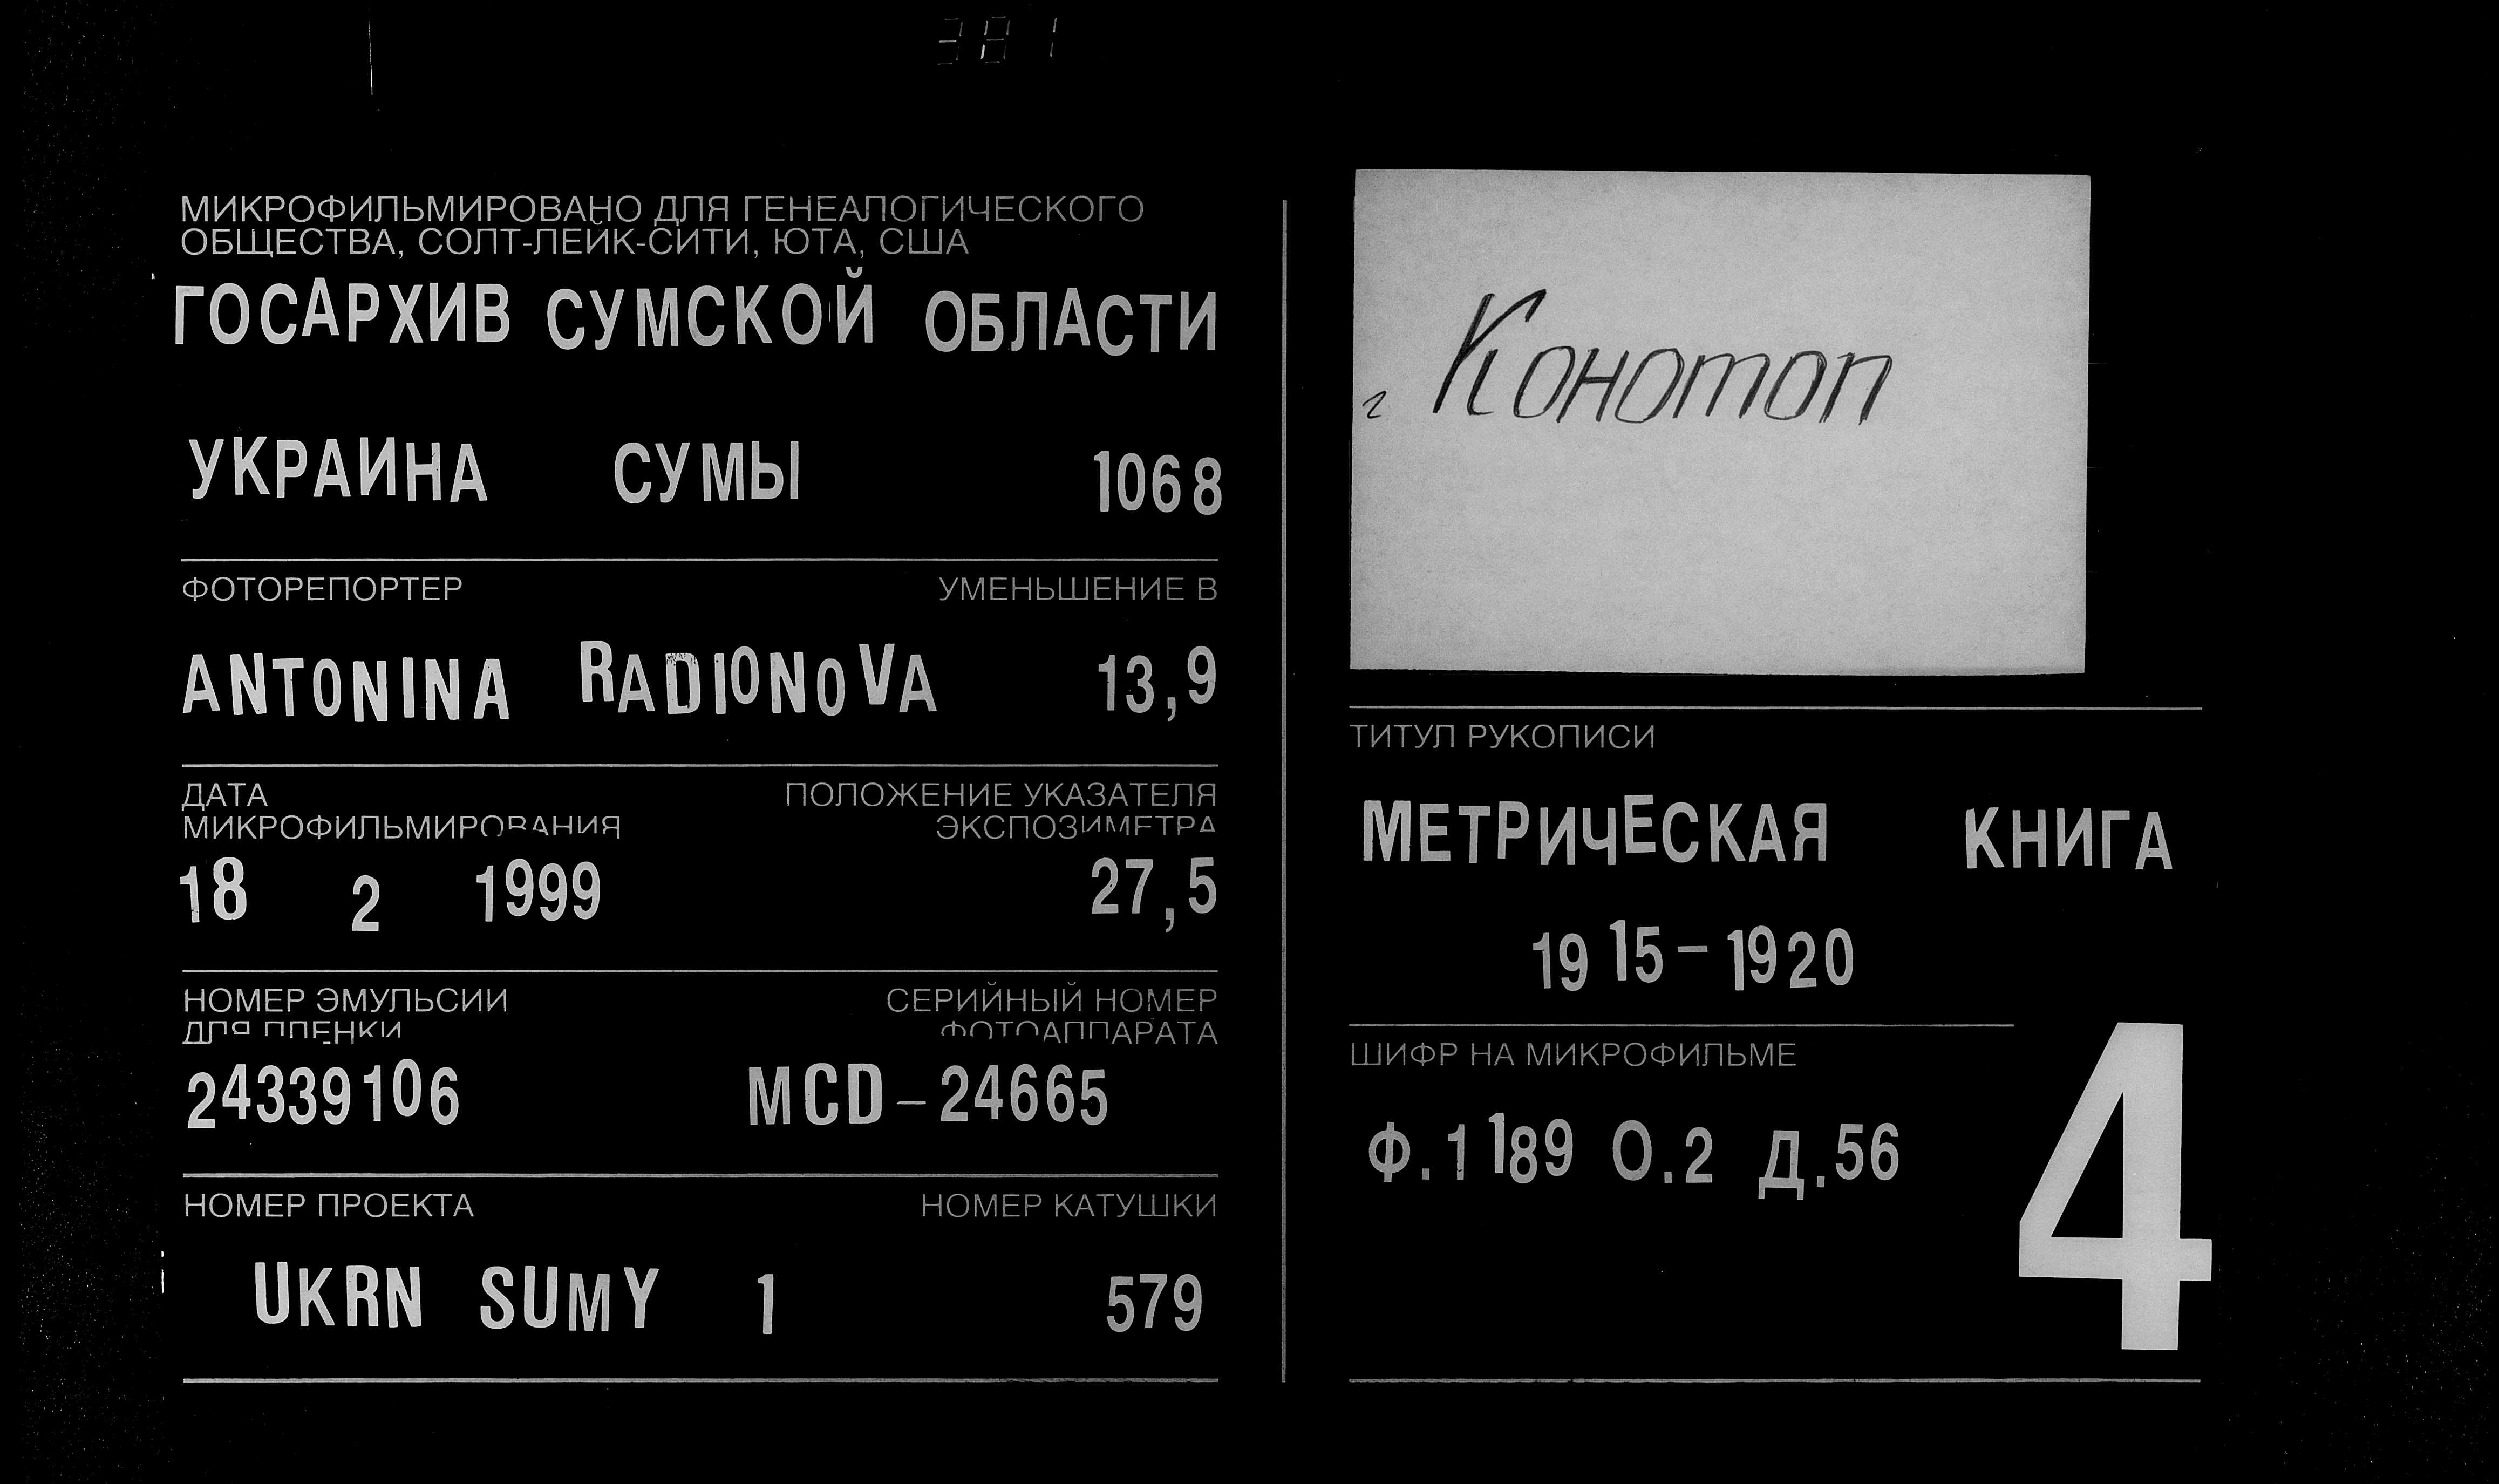 381
МИКРОФИЛЬМИРОВАНО ДЛЯ ГЕНЕАЛОГИЧЕСКОГО
ОБЩЕСТВА, СОЛТ-ЛЕЙК-СИТИ, ЮТА, США
ГОСАРХИВ СУМСКОЙ ОБЛАСТИ
УКРАИНА СУМЫ 1068
ФОТОРЕПОРТЕР УМЕНЬШЕНИЕ В
ANTONINA RADIONOVA 13,9
ДАТА ПОЛОЖЕНИЕ УКАЗАТЕЛЯ
МИКРОФИЛЬМИРОВАНИЯ ЭКСПОЗИМЕТРА
18 2 1999 27,5
НОМЕР ЭМУЛЬСИИ СЕРИЙНЫЙ НОМЕР
ДЛЯ ПЛЕНКИ ФОТОАППАРАТА
24339106 MCD-24665
НОМЕР ПРОЕКТА НОМЕР КАТУШКИ
UKRN SUMY 1 579
г Конотоп
ТИТУЛ РУКОПИСИ
МЕТРИЧЕСКАЯ КНИГА
1915-1920
ШИФР НА МИКРОФИЛЬМЕ
Ф.1189 О.2 Д.56
4